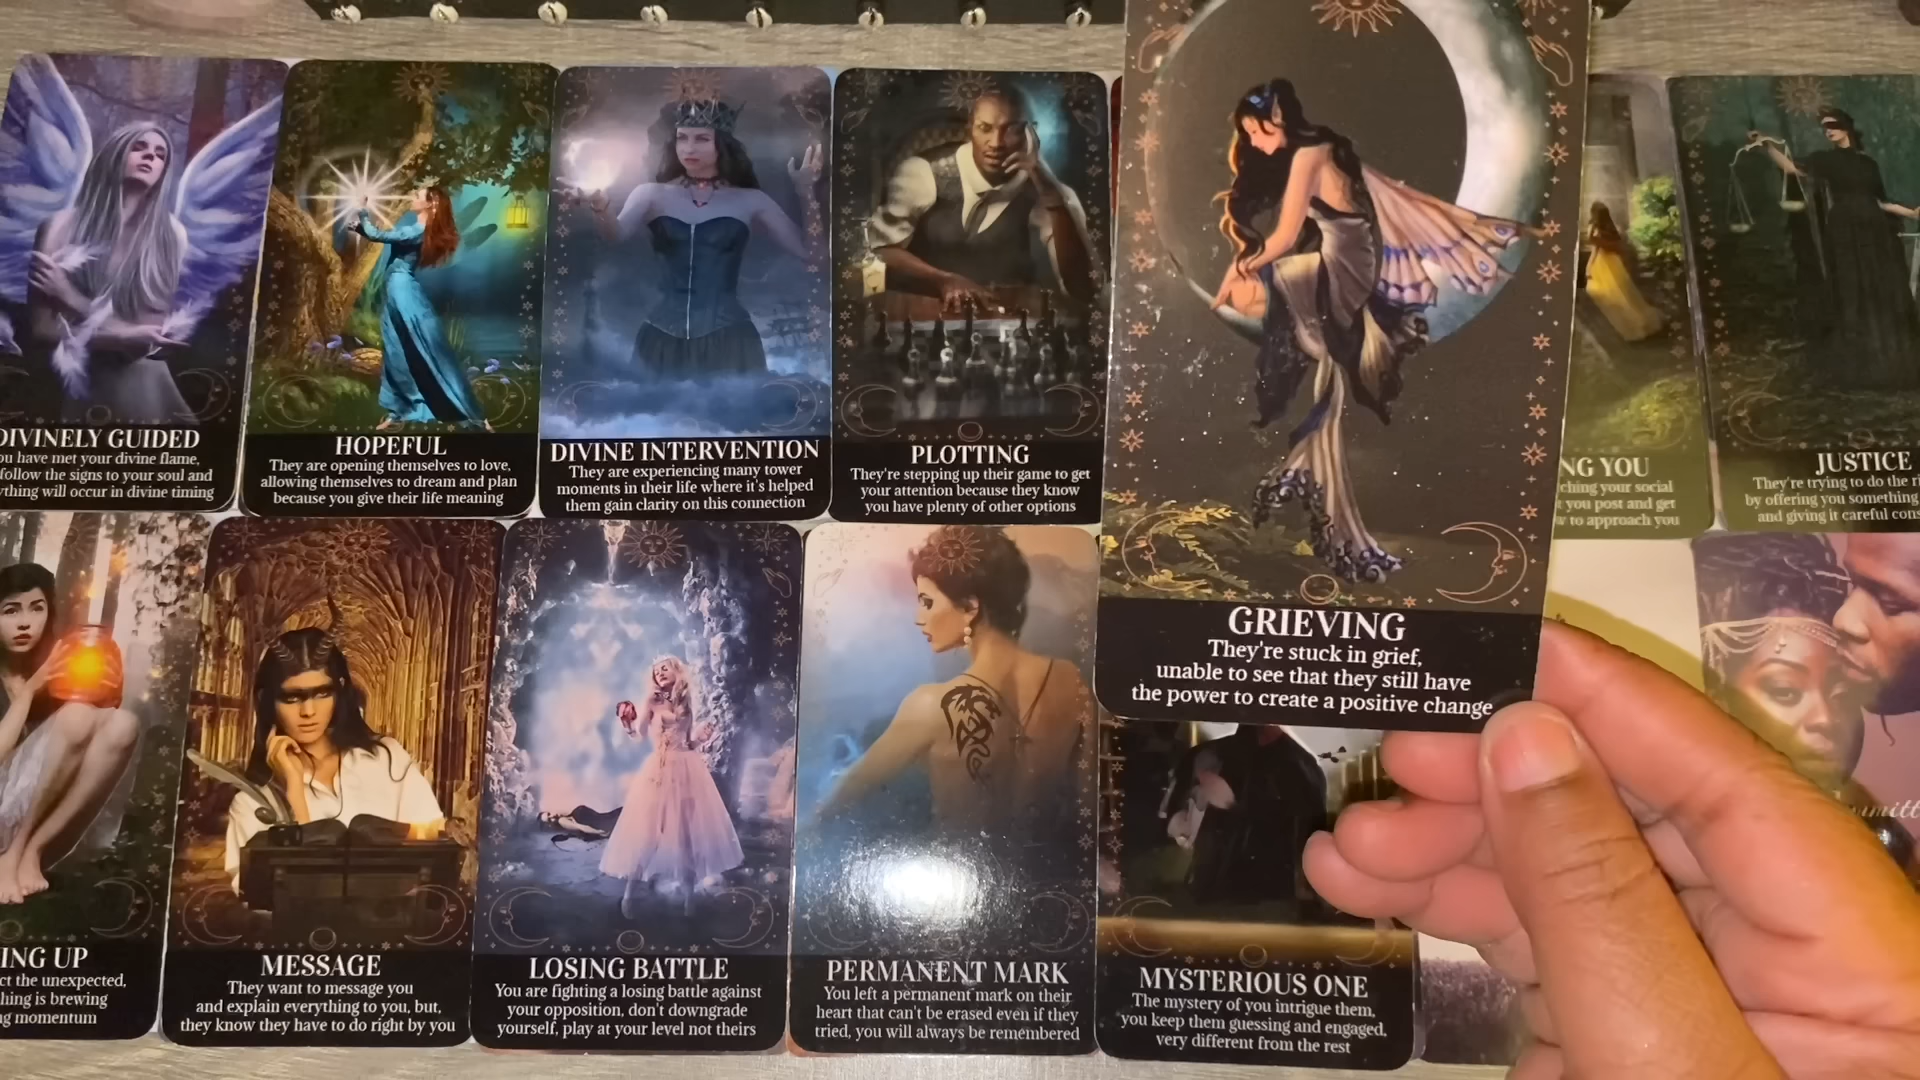 DIVINELY GUIDED
ou have met your divine flame,
follow the signs to your soul and
ything will occur in divine timing
HOPEFUL
They are opening themselves to love,
allowing themselves to dream and plan
because you give their life meaning
DIVINE INTERVENTION
They are experiencing many tower
moments in their life where it's helped
them gain clarity on this connection
PLOTTING
They're stepping up their game to get
your attention because they know
you have plenty of other options
GRIEVING
They're stuck in grief,
unable to see that they still have
the power to create a positive change
NG YOU
ching your social
t you post and get
w to approach you
JUSTICE
They're trying to do the ri
by offering you something
and giving it careful cons
ING UP
ct the unexpected,
hing is brewing
ng momentum
MESSAGE
They want to message you
and explain everything to you, but,
they know they have to do right by you
LOSING BATTLE
You are fighting a losing battle against
your opposition, don't downgrade
yourself, play at your level not theirs
PERMANENT MARK
You left a permanent mark on their
heart that can't be erased even if they
tried, you will always be remembered
MYSTERIOUS ONE
The mystery of you intrigue them,
you keep them guessing and engaged,
very different from the rest